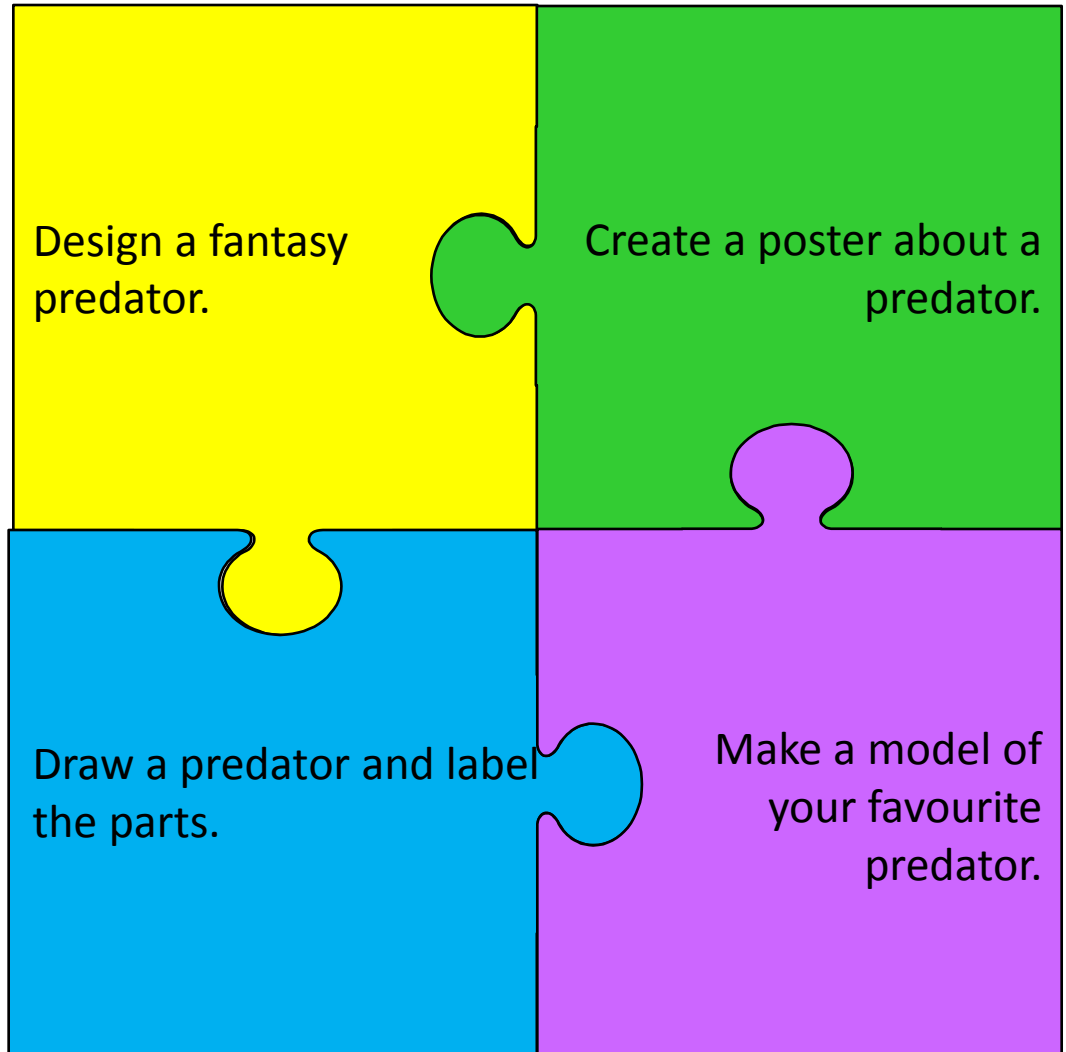 Design a fantasy
predator.
Create a poster about a
predator.
Draw a predator and label
the parts.
Make a model of
your favourite
predator.